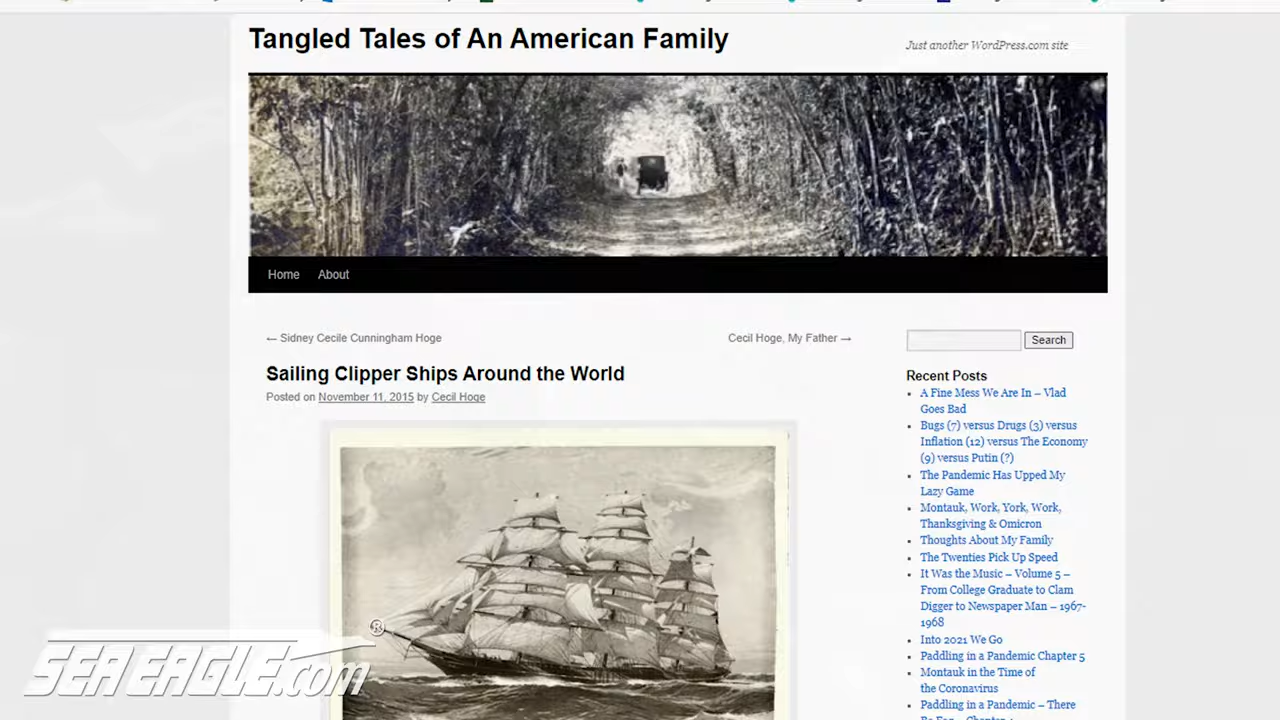 Tangled Tales of An American Family
Just another WordPress.com site
Home About
← Sidney Cecile Cunningham Hoge
Cecil Hoge, My Father →
Search
Sailing Clipper Ships Around the World
Posted on November 11, 2015 by Cecil Hoge
Recent Posts
A Fine Mess We Are In – Vlad
Goes Bad
Bugs (7) versus Drugs (3) versus
Inflation (12) versus The Economy
(9) versus Putin (?)
The Pandemic Has Upped My
Lazy Game
Montauk, Work, York, Work,
Thanksgiving & Omicron
Thoughts About My Family
The Twenties Pick Up Speed
It Was the Music – Volume 5 –
From College Graduate to Clam
Digger to Newspaper Man – 1967-
1968
Into 2021 We Go
Paddling in a Pandemic Chapter 5
Montauk in the Time of
the Coronavirus
Paddling in a Pandemic – There
SEA EAGLE.com ®